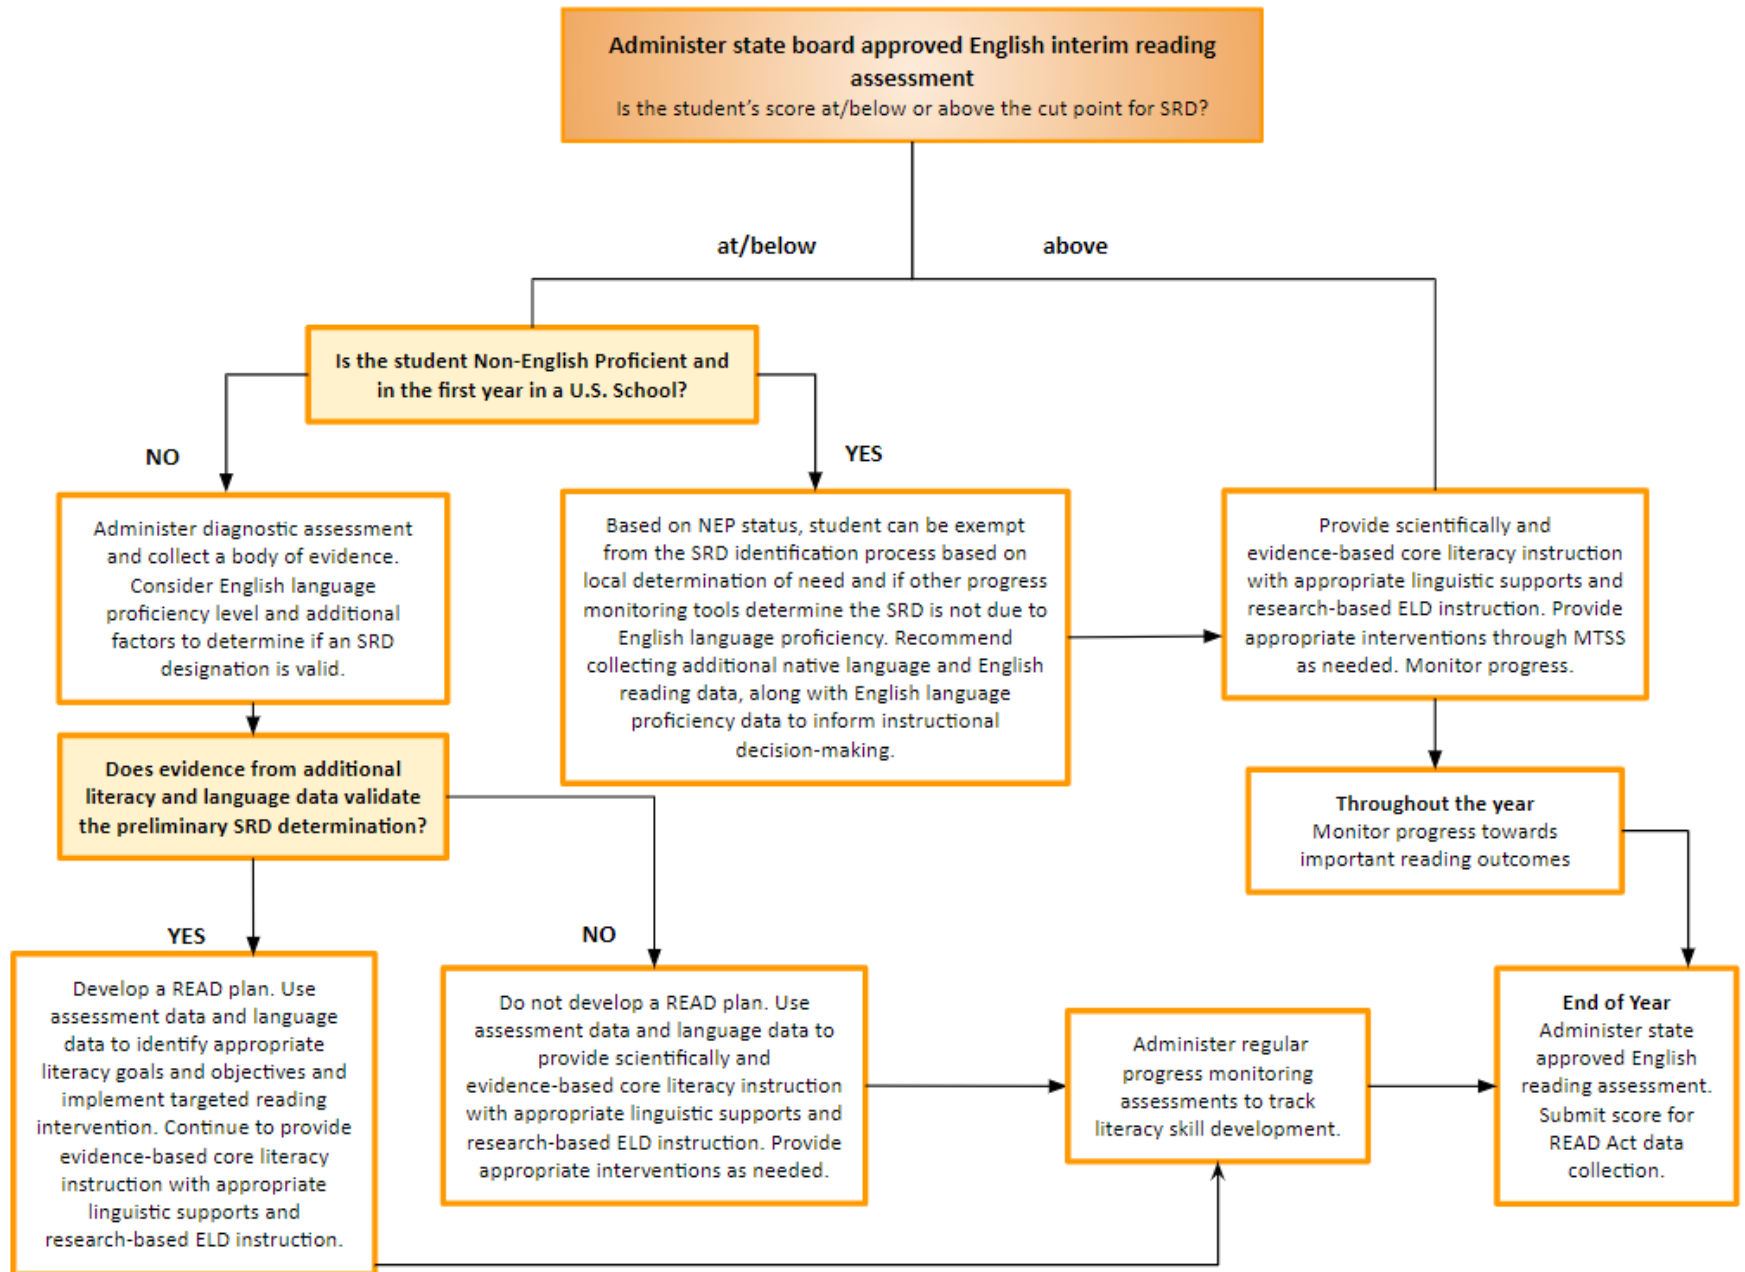 Administer state board approved English interim reading
assessment
Is the student's score at/below or above the cut point for SRD?
at/below
above
Is the student Non-English Proficient and
in the first year in a U.S. School?
NO
YES
Administer diagnostic assessment
and collect a body of evidence.
Consider English language
proficiency level and additional
factors to determine if an SRD
designation is valid.
Based on NEP status, student can be exempt
from the SRD identification process based on
local determination of need and if other progress
monitoring tools determine the SRD is not due to
English language proficiency. Recommend
collecting additional native language and English
reading data, along with English language
proficiency data to inform instructional
decision-making.
Provide scientifically and
evidence-based core literacy instruction
with appropriate linguistic supports and
research-based ELD instruction. Provide
appropriate interventions through MTSS
as needed. Monitor progress.
Does evidence from additional
literacy and language data validate
the preliminary SRD determination?
Throughout the year
Monitor progress towards
important reading outcomes
YES
NO
Develop a READ plan. Use
assessment data and language
data to identify appropriate
literacy goals and objectives and
implement targeted reading
intervention. Continue to provide
evidence-based core literacy
instruction with appropriate
linguistic supports and
research-based ELD instruction.
Do not develop a READ plan. Use
assessment data and language data to
provide scientifically and
evidence-based core literacy instruction
with appropriate linguistic supports and
research-based ELD instruction. Provide
appropriate interventions as needed.
Administer regular
progress monitoring
assessments to track
literacy skill development.
End of Year
Administer state
approved English
reading assessment.
Submit score for
READ Act data
collection.